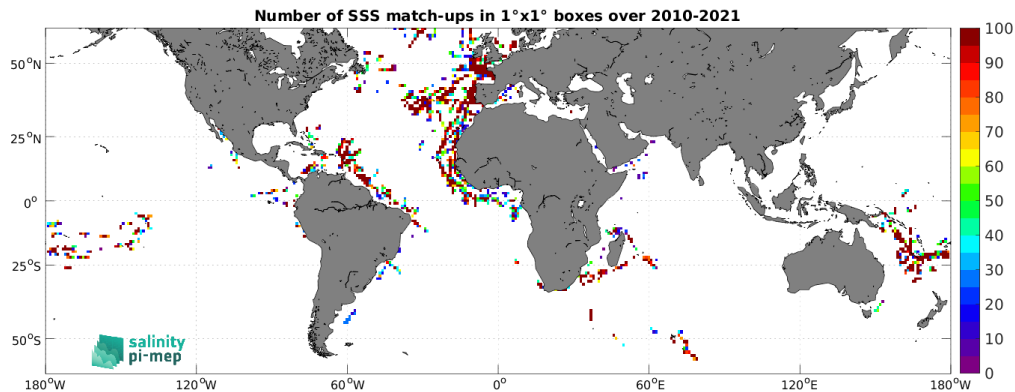 Number of SSS match-ups in 1°x1° boxes over 2010-2021
100
90
80
70
60
50
40
30
20
10
0
50°N
25°N
0°
25°S
50°S
salinity
pi-mep
180°W 120°W 60°W 0° 60°E 120°E 180°W